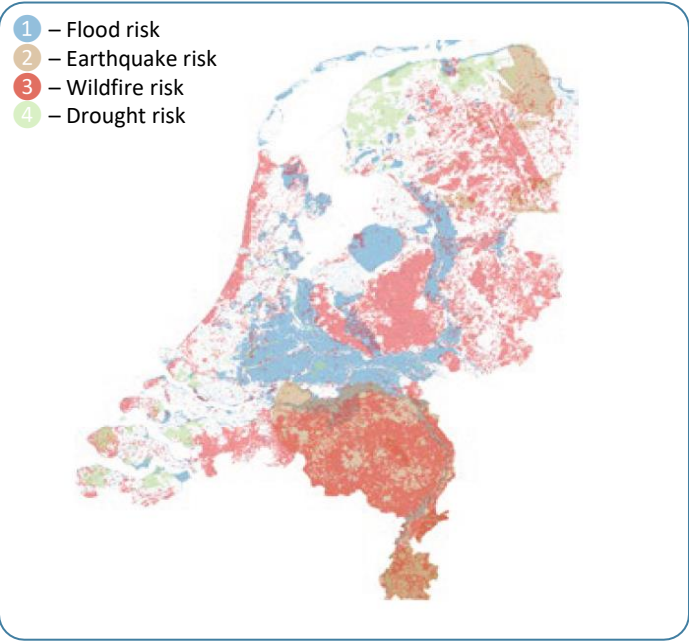 1 – Flood risk
2 – Earthquake risk
3 – Wildfire risk
4 – Drought risk